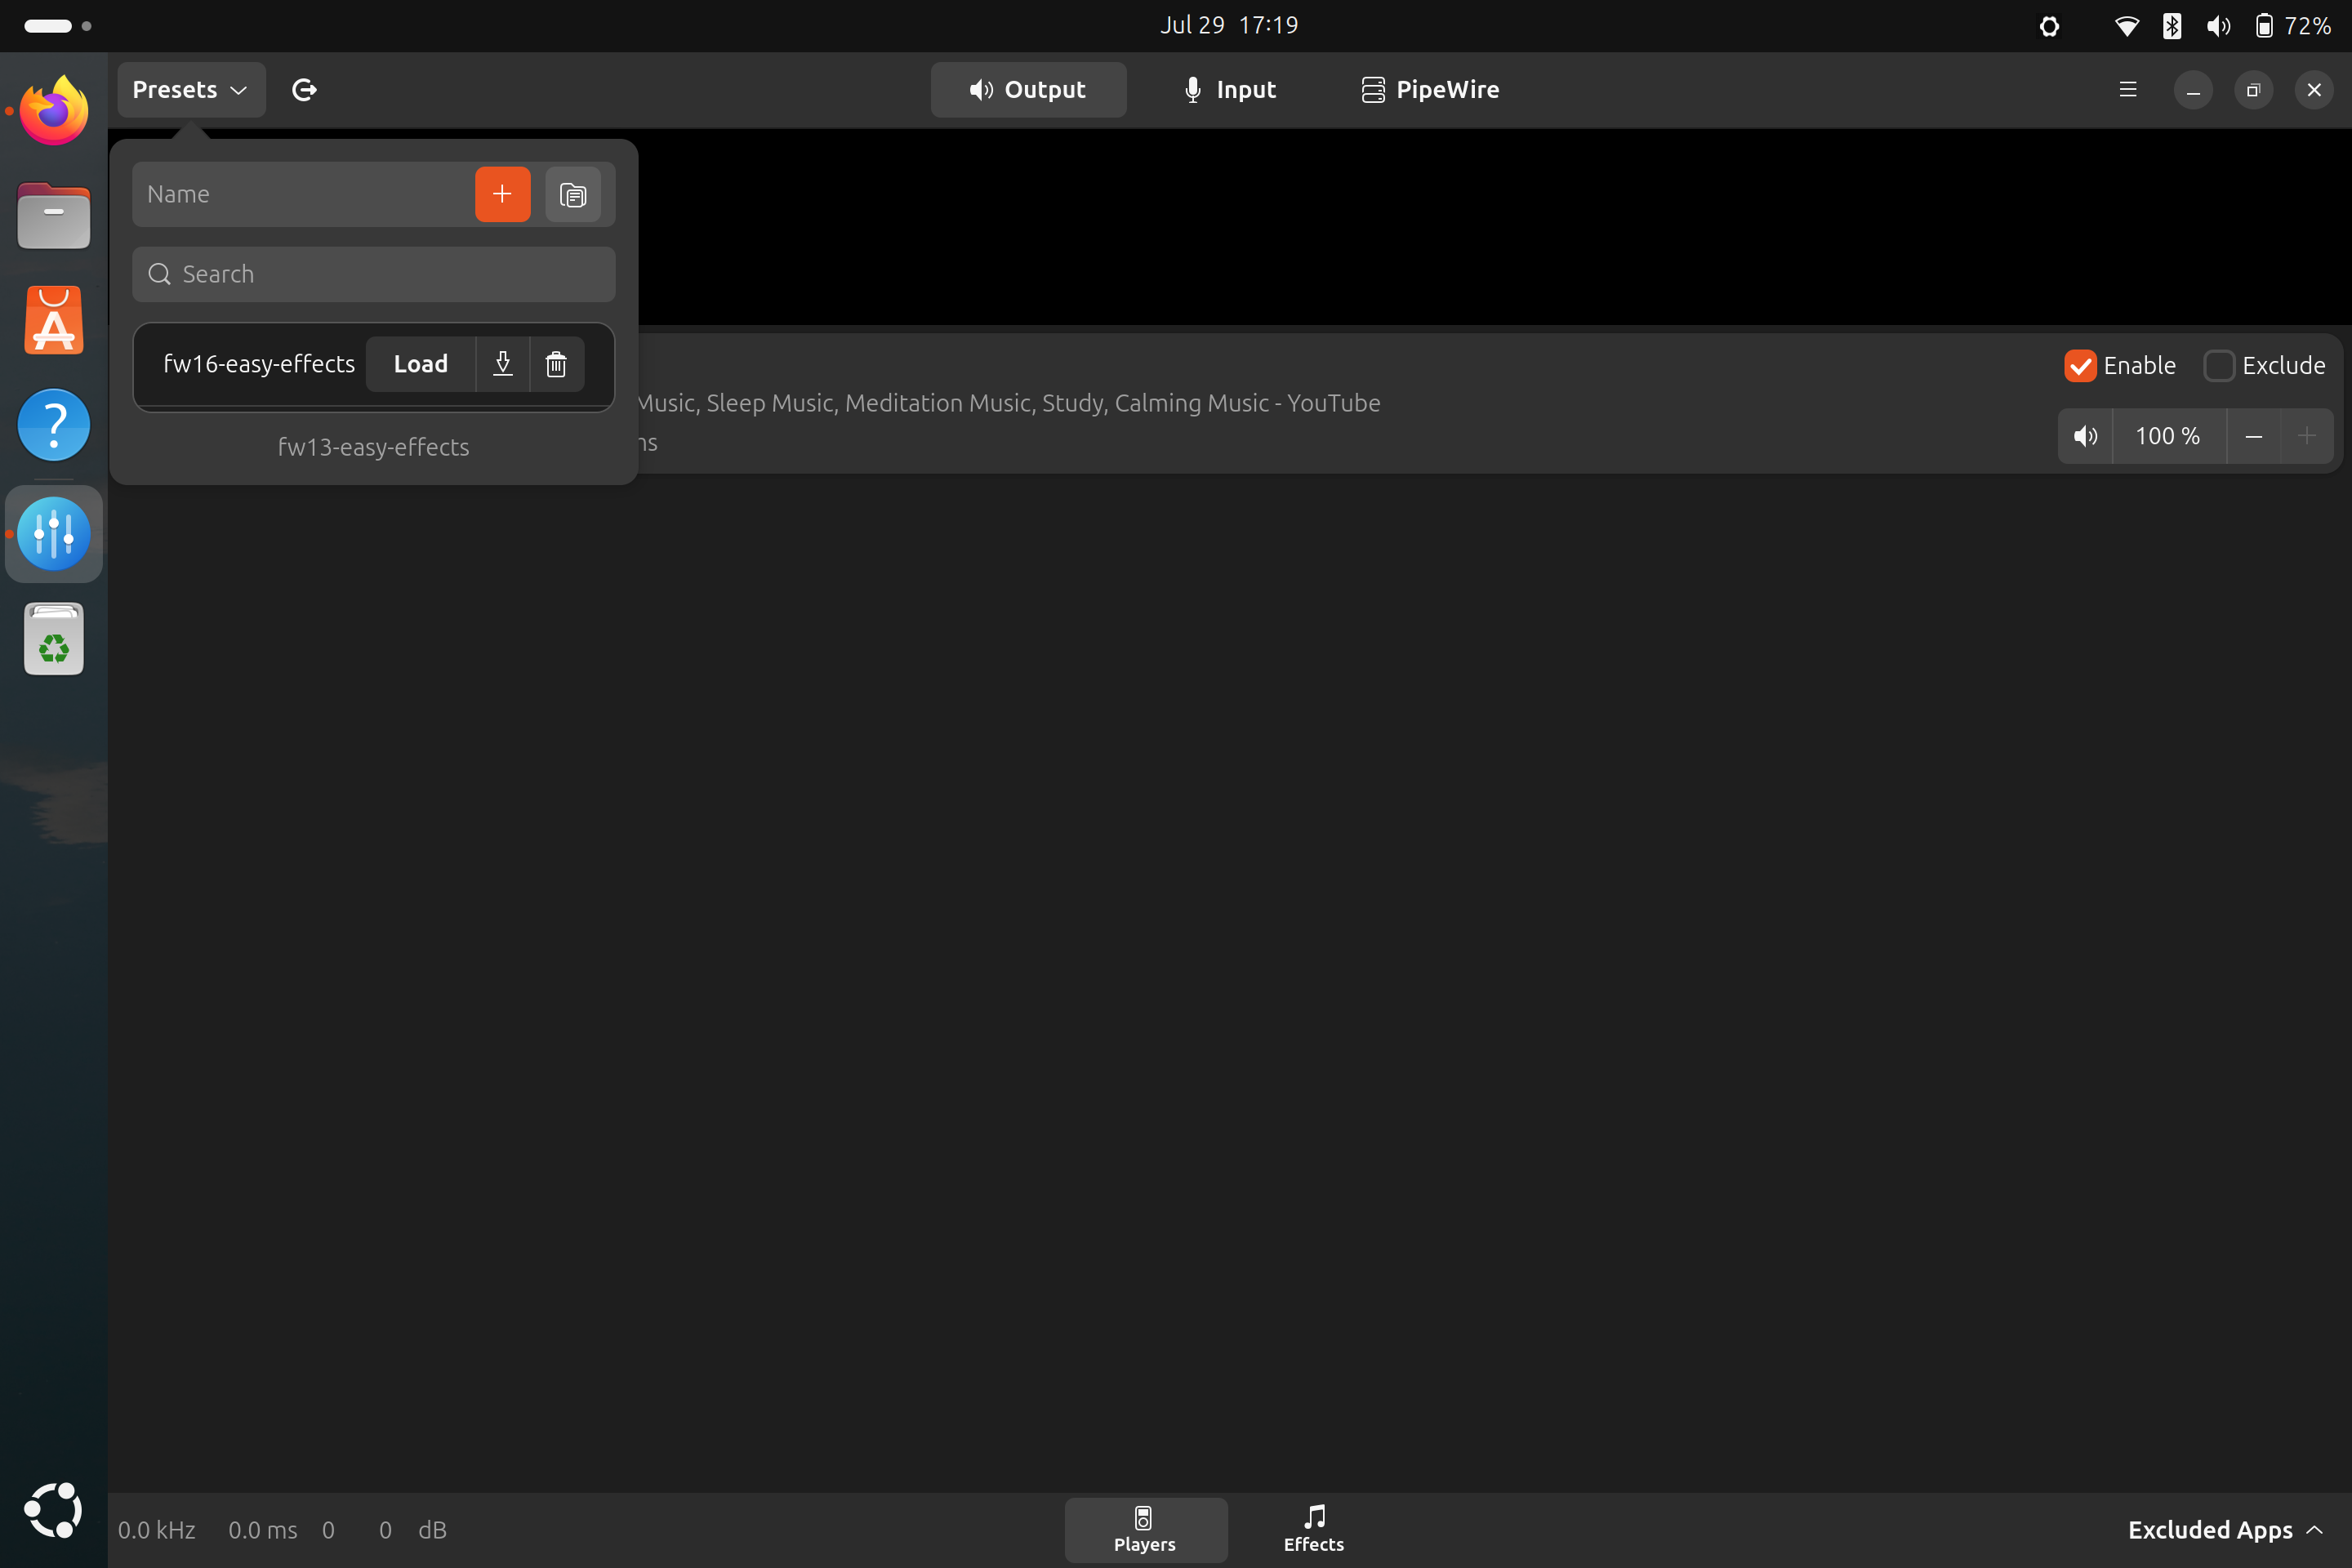 Jul 29 17:19
72%
Presets
Output
Input
PipeWire
Name
Search
fw16-easy-effects
Load
fw13-easy-effects
Enable
Exclude
Music, Sleep Music, Meditation Music, Study, Calming Music - YouTube
100 %
0.0 kHz 0.0 ms 0 0 dB
Players
Effects
Excluded Apps